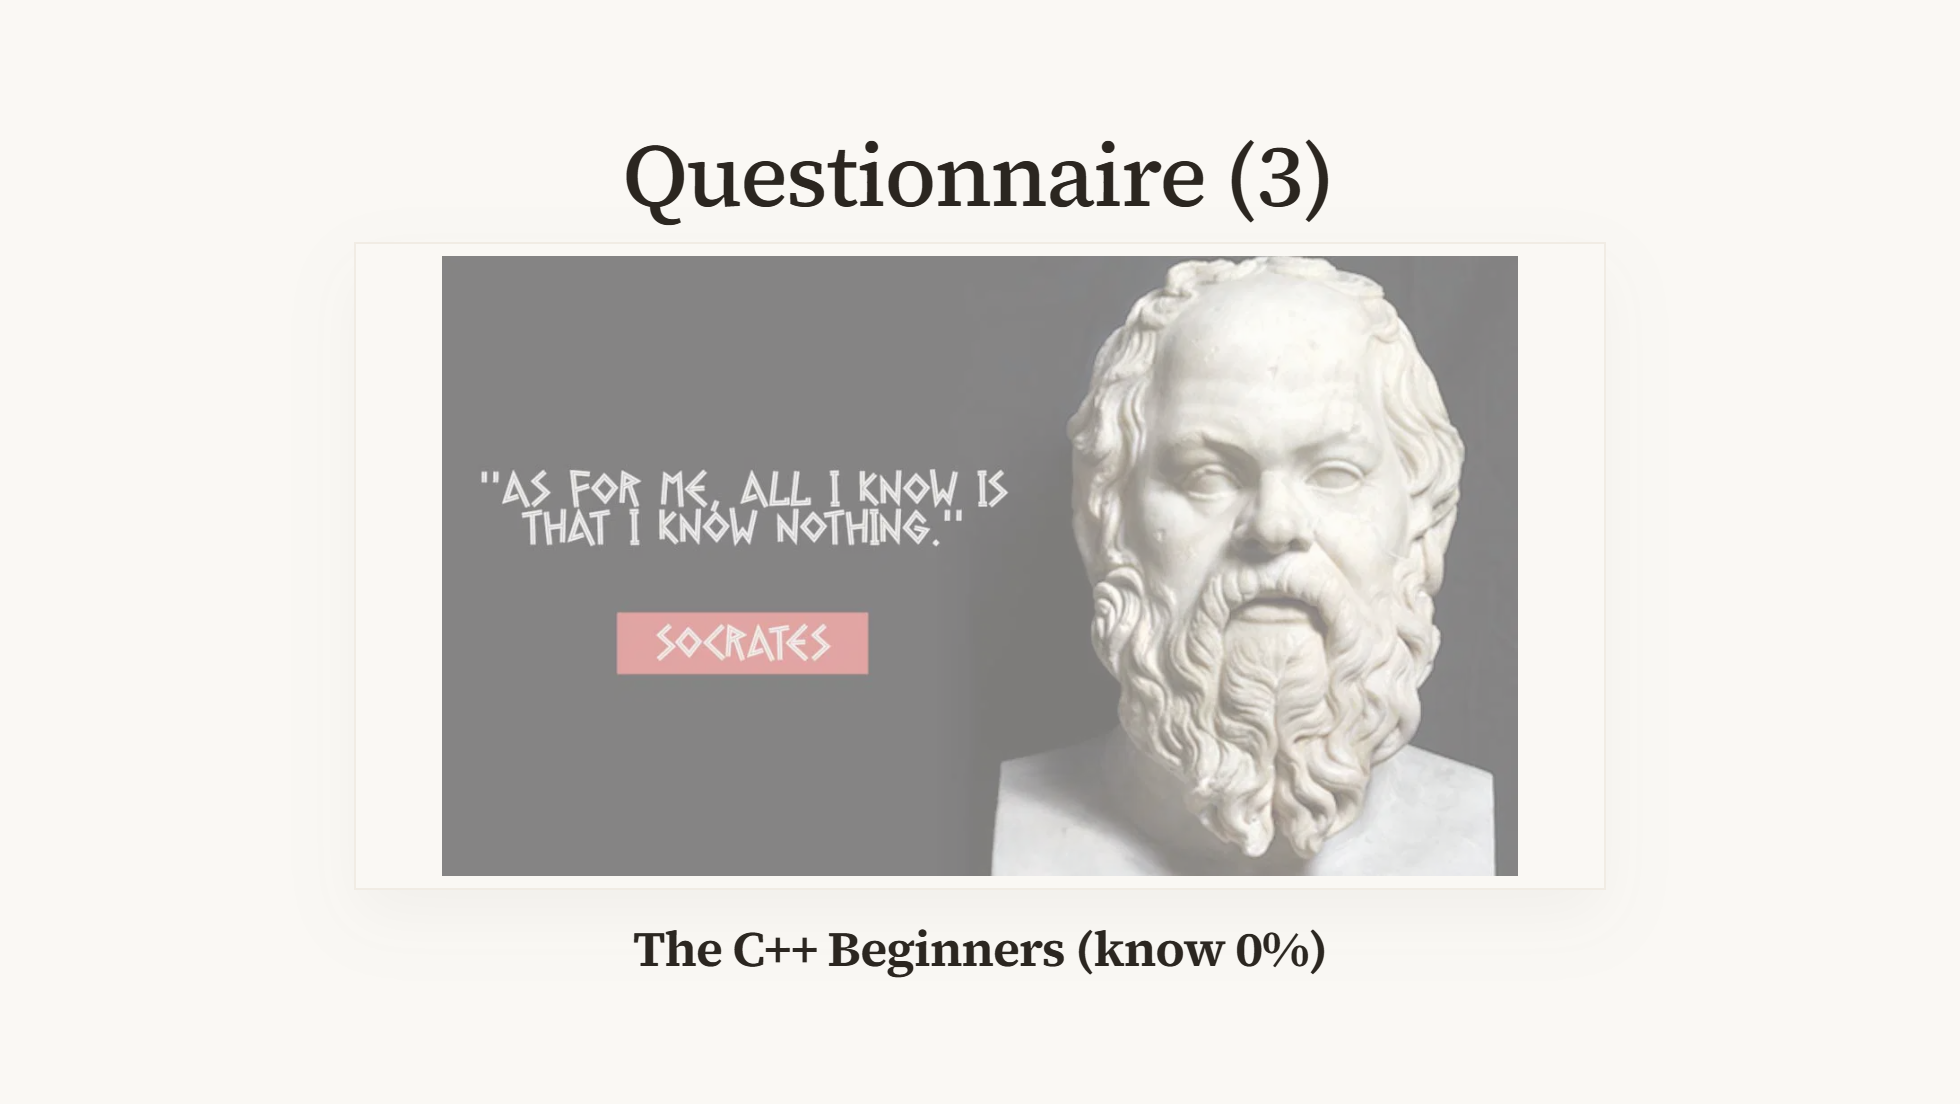 Questionnaire (3)
"AS FOR ME, ALL I KNOW IS
THAT I KNOW NOTHING."
SOCRATES
The C++ Beginners (know 0%)